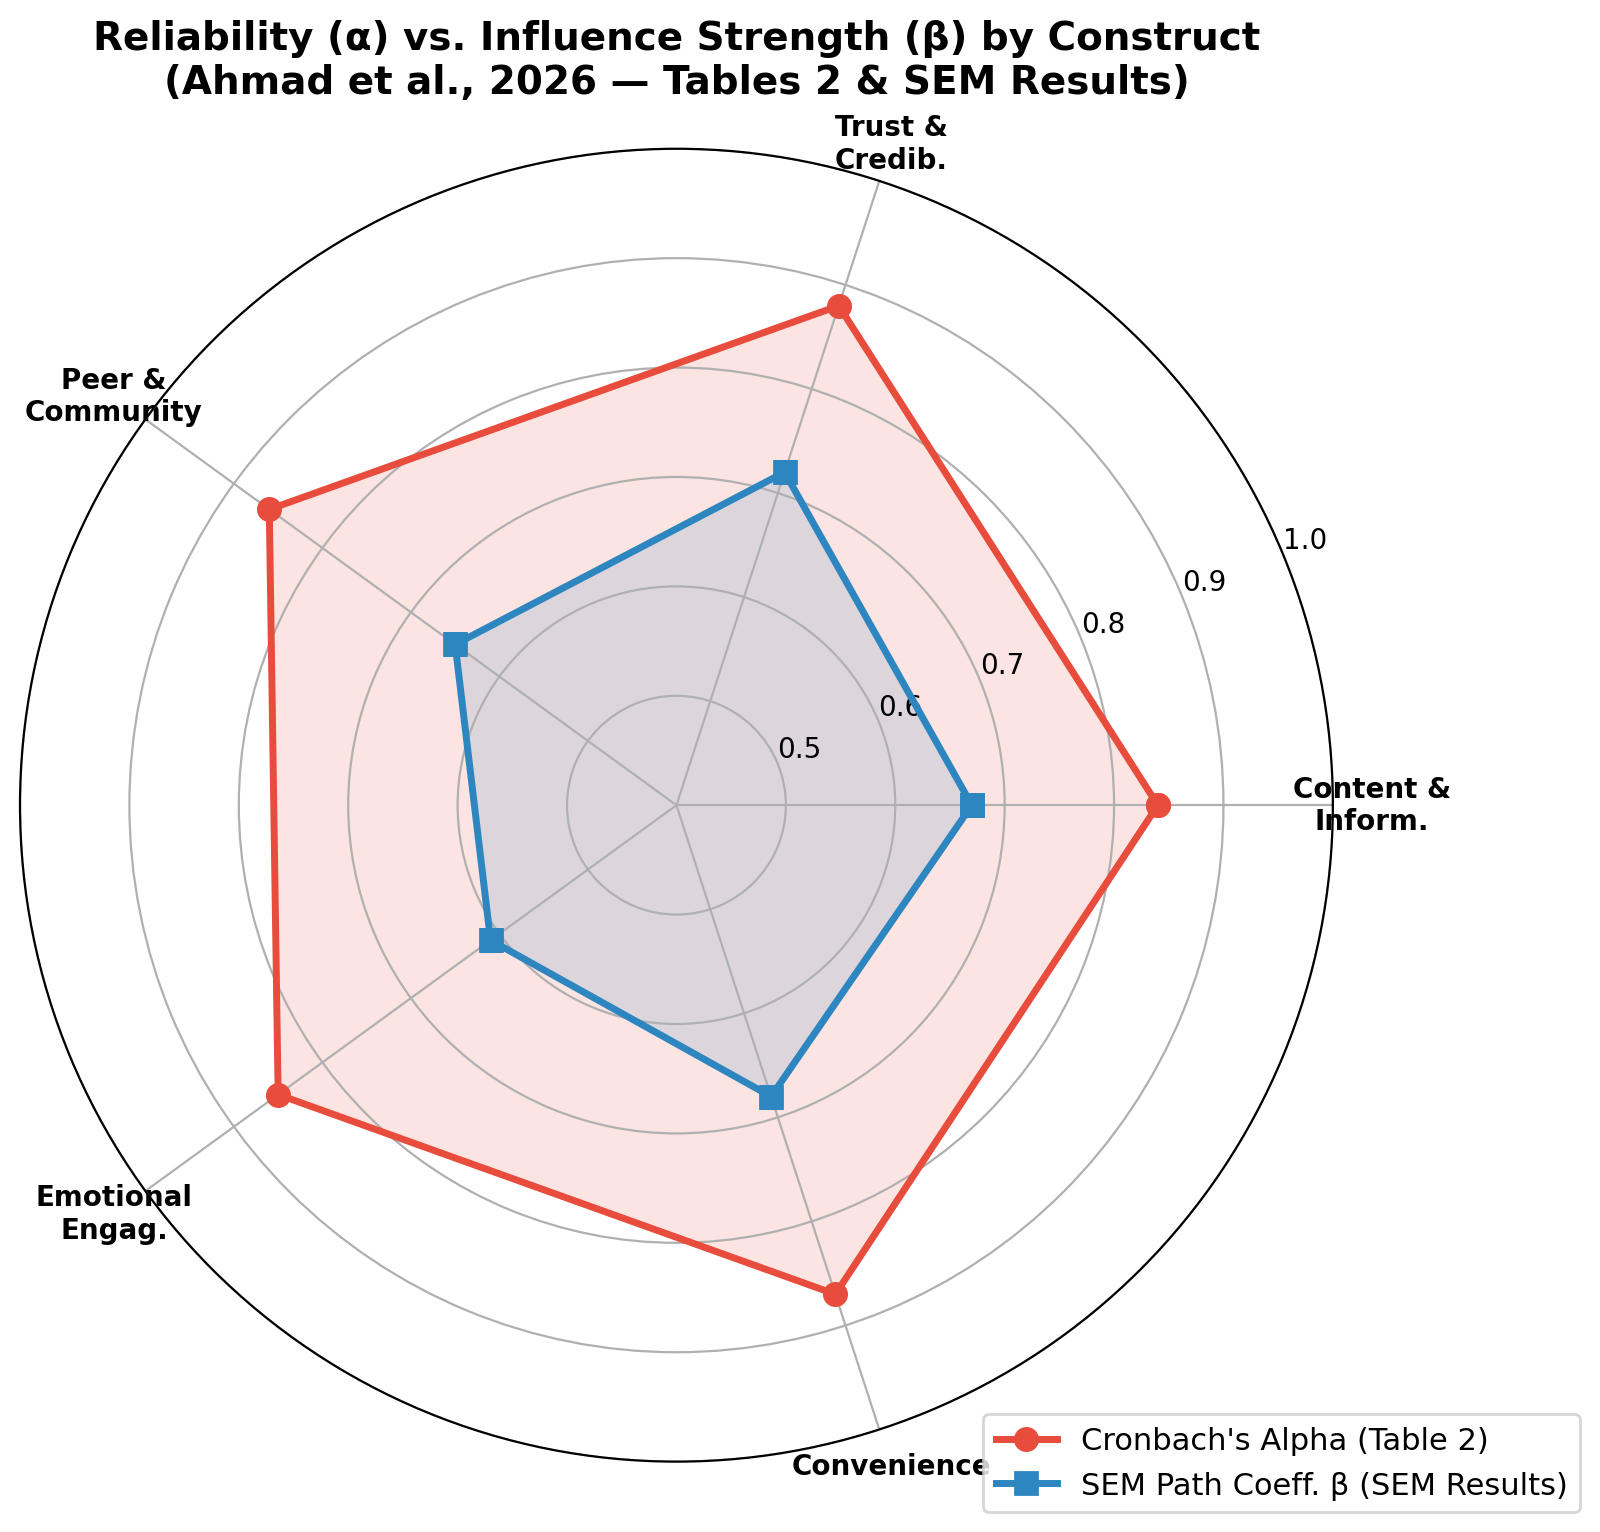 Reliability (α) vs. Influence Strength (β) by Construct
(Ahmad et al., 2026 — Tables 2 & SEM Results)
Trust &
Credib.
Peer &
Community
1.0
0.9
0.8
0.7
0.6
0.5
Content &
Inform.
Emotional
Engag.
Convenience
Cronbach's Alpha (Table 2)
SEM Path Coeff. β (SEM Results)